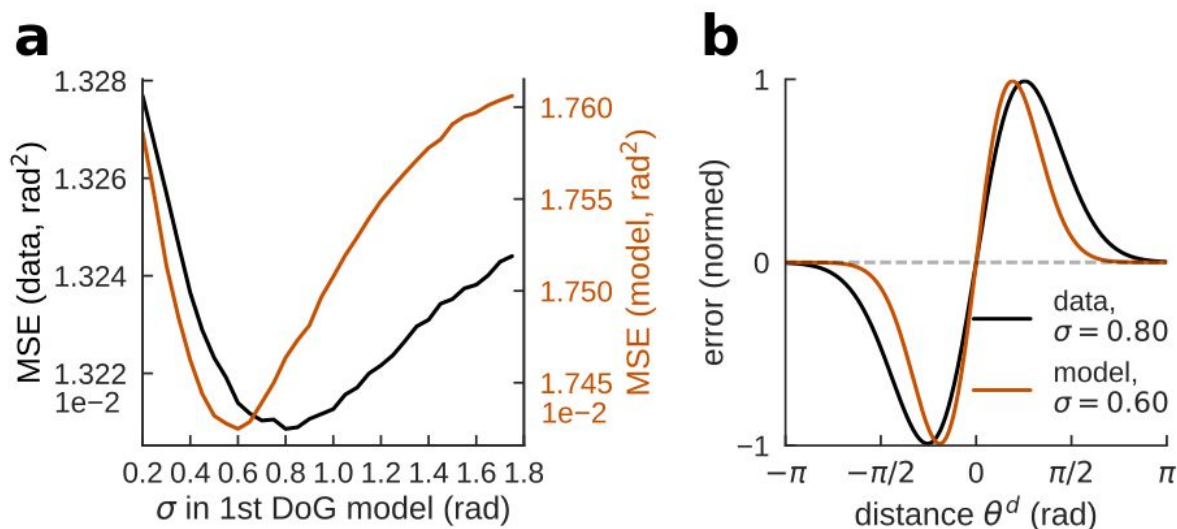 a
1.328
1.326
1.324
1.322
1e−2
MSE (data, rad²)
0.2 0.4 0.6 0.8 1.0 1.2 1.4 1.6 1.8
σ in 1st DoG model (rad)
1.760
1.755
1.750
1.745
1e−2
MSE (model, rad²)
b
1
0
−1
error (normed)
data,
σ = 0.80
model,
σ = 0.60
−π −π/2 0 π/2 π
distance θᵈ (rad)